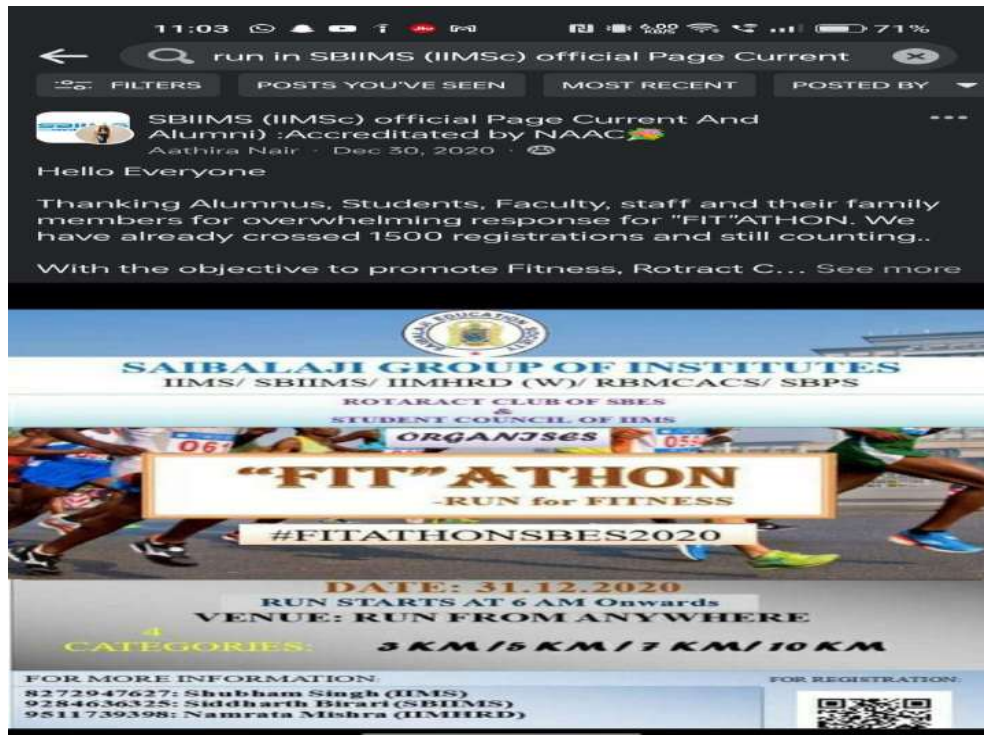 11:03 6.00 KB/S 71%
run in SBIIMS (IIMSc) official Page Current
FILTERS POSTS YOU'VE SEEN MOST RECENT POSTED BY
SBIIMS (IIMSc) official Page Current And
Alumni) :Accreditated by NAAC
Aathira Nair · Dec 30, 2020 ·
Hello Everyone
Thanking Alumnus, Students, Faculty, staff and their family
members for overwhelming response for "FIT"ATHON. We
have already crossed 1500 registrations and still counting..
With the objective to promote Fitness, Rotract C... See more
SAIBALAJI EDUCATION SOCIETY
SAIBALAJI GROUP OF INSTITUTES
IIMS/ SBIIMS/ IIMHRD (W)/ RBMCACS/ SBPS
ROTARACT CLUB OF SBES
&
STUDENT COUNCIL OF IIMS
ORGANISES
"FIT"ATHON
-RUN for FITNESS
#FITATHONSBES2020
DATE: 31.12.2020
RUN STARTS AT 6 AM Onwards
VENUE: RUN FROM ANYWHERE
4
CATEGORIES: 3 KM/5 KM/7 KM/10 KM
FOR MORE INFORMATION: FOR REGISTRATION:
8272947627: Shubham Singh (IIMS)
9284636325: Siddharth Birari (SBIIMS)
9511739398: Namrata Mishra (IIMHRD)